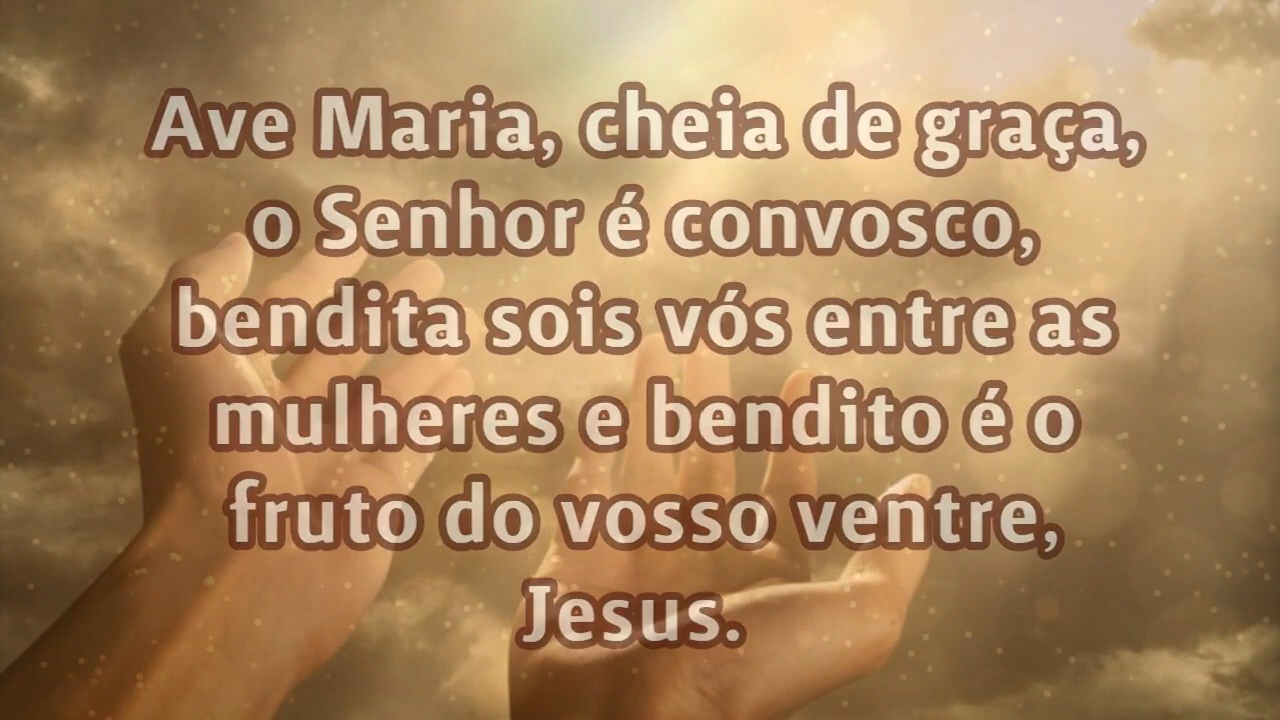 Ave Maria, cheia de graça,
o Senhor é convosco,
bendita sois vós entre as
mulheres e bendito é o
fruto do vosso ventre,
Jesus.